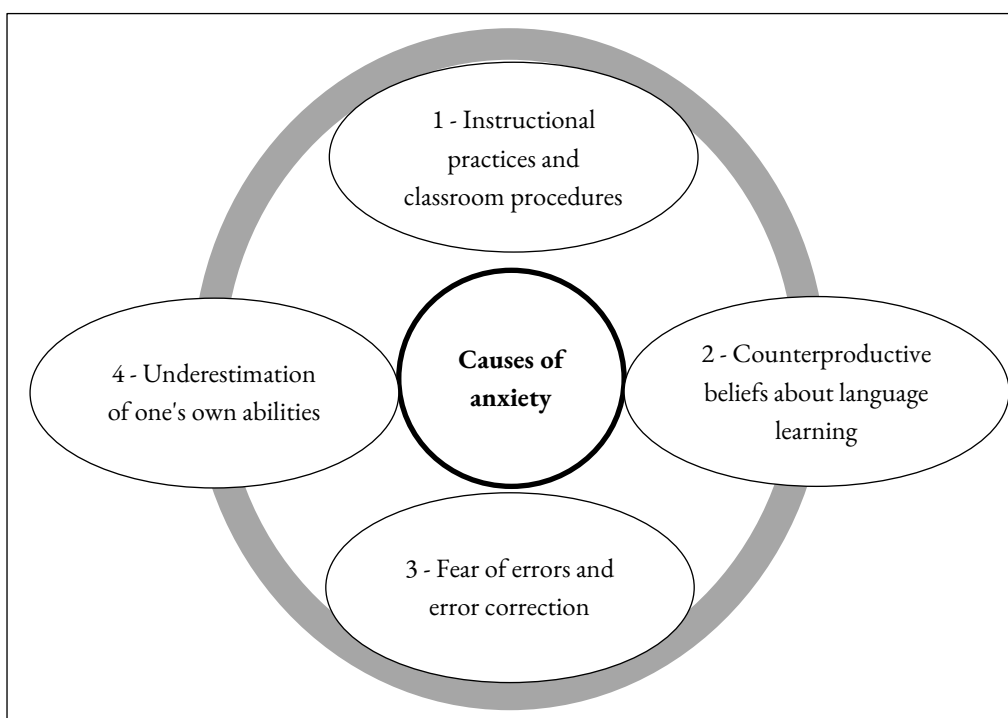 1 - Instructional
practices and
classroom procedures
Causes of
anxiety
2 - Counterproductive
beliefs about language
learning
4 - Underestimation
of one's own abilities
3 - Fear of errors and
error correction